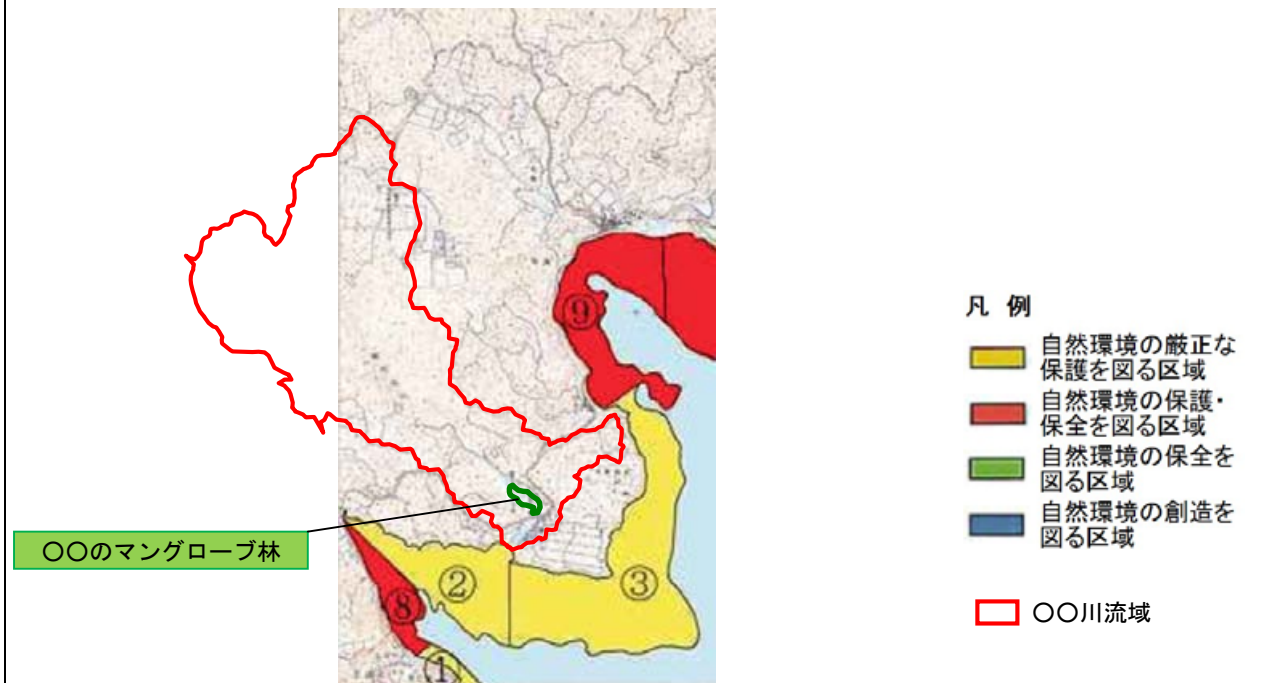 ⑨
②
③
⑧
①
〇〇のマングローブ林
凡 例
自然環境の厳正な
保護を図る区域
自然環境の保護・
保全を図る区域
自然環境の保全を
図る区域
自然環境の創造を
図る区域
〇〇川流域